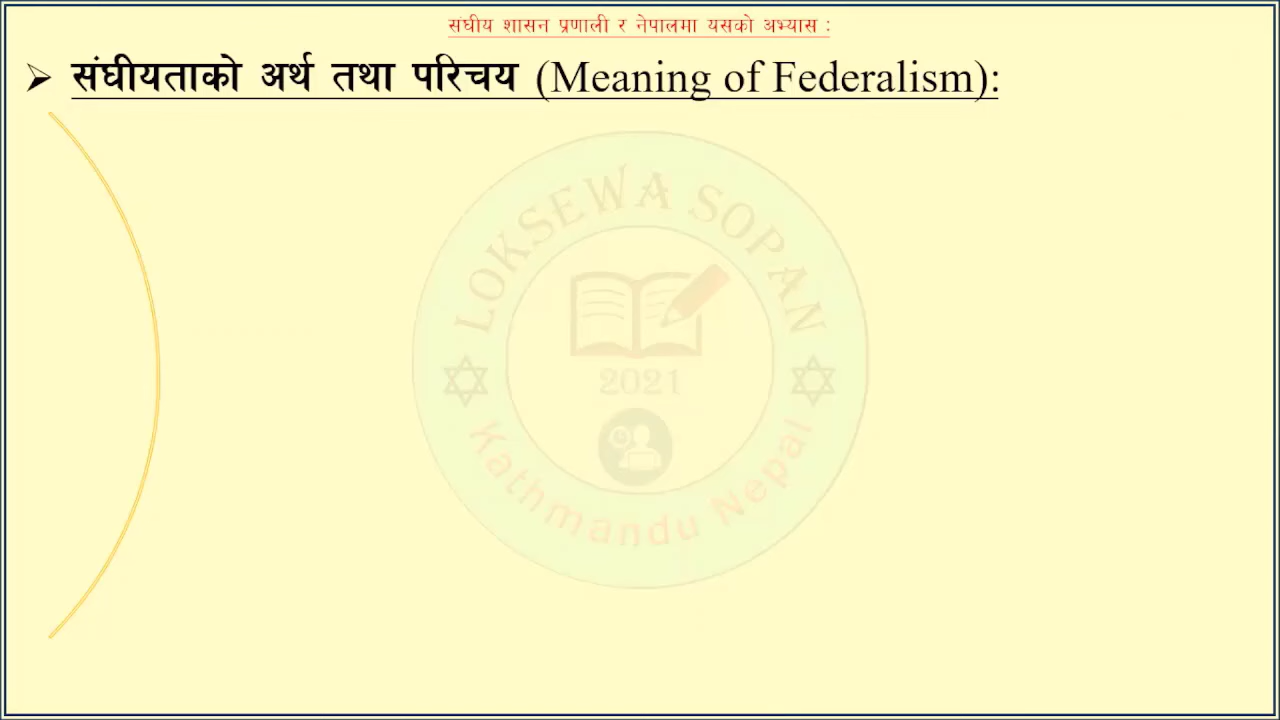 संघीय शासन प्रणाली र नेपालमा यसको अभ्यास :
संघीयताको अर्थ तथा परिचय (Meaning of Federalism):
LOKSEWA SOPAN
2021
Kathmandu Nepal